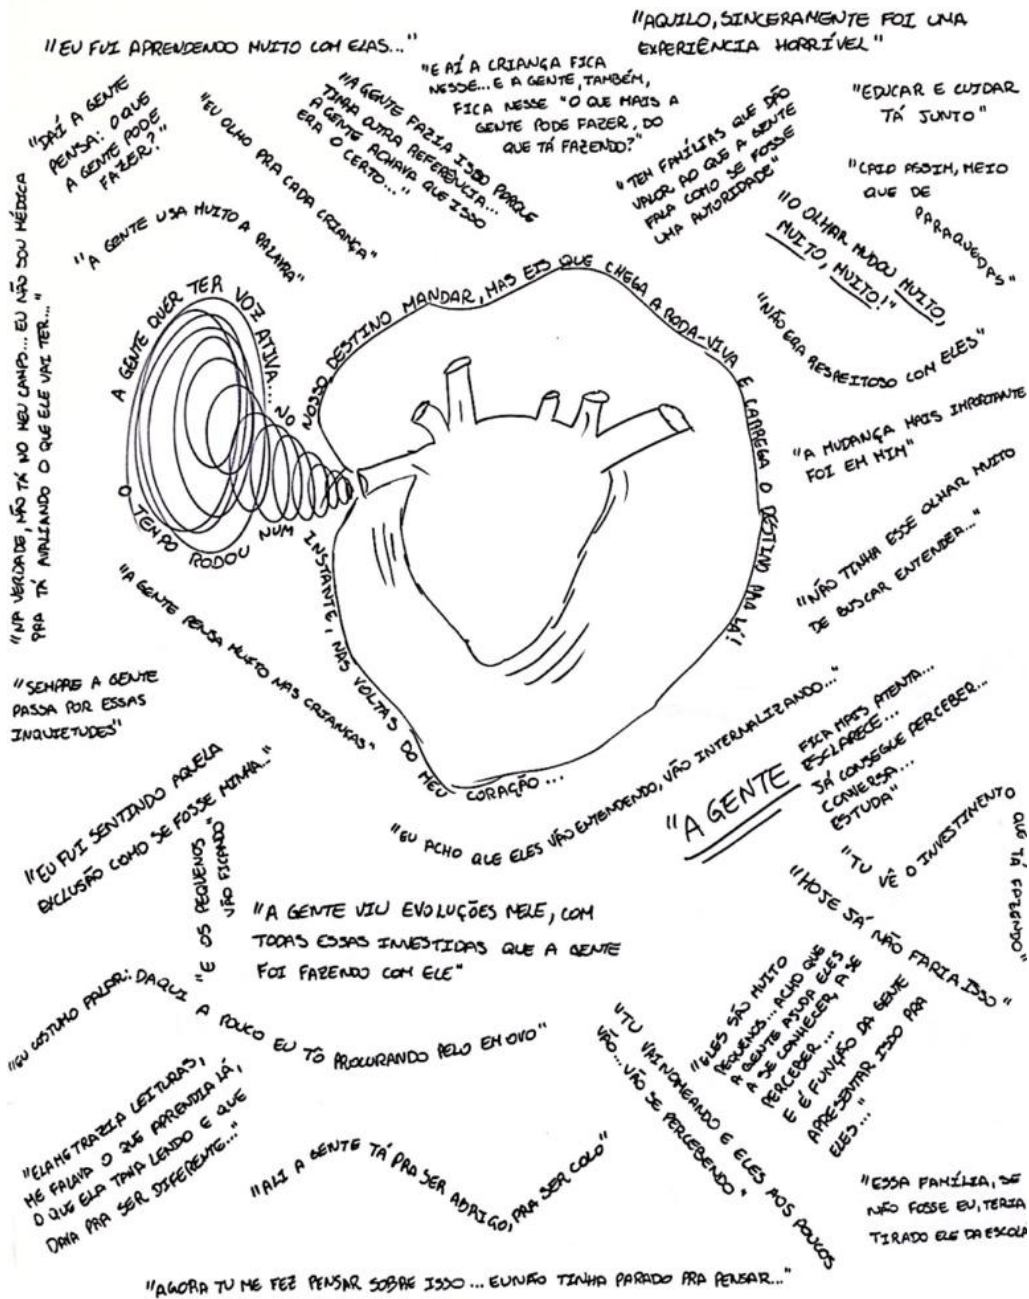 "EU FUI APRENDENDO MUITO COM ELAS..."
"AQUILO, SINCERAMENTE FOI UMA
EXPERIÊNCIA HORRÍVEL"
"DAÍ A GENTE
PENSA: O QUE
A GENTE PODE
FAZER?"
"EU OLHO PRA CADA CRIANÇA"
"A GENTE FAZIA ISSO PORQUE
TINHA OUTRA REFERÊNCIA...
A GENTE ACHAVA QUE ISSO
ERA O CERTO..."
"E AÍ A CRIANÇA FICA
NESSE... E A GENTE, TAMBÉM,
FICA NESSE "O QUE MAIS A
GENTE PODE FAZER, DO
QUE TÁ FAZENDO?"
"TEM FAMÍLIAS QUE DÃO
VALOR AO QUE A GENTE
FALA COMO SE FOSSE
UMA AUTORIDADE"
"EDUCAR E CUIDAR
TÁ JUNTO"
"CAIO ASSIM, MEIO
QUE DE
PARAQUEDAS"
"O OLHAR MUDOU MUITO,
MUITO, MUITO!"
"NÃO ERA RESPEITOSO COM ELES"
"A GENTE USA MUITO A PALAVRA"
"NA VERDADE, NÃO TÁ NO MEU CAMPO... EU NÃO SOU MÉDICA
PRA TÁ AVALIANDO O QUE ELE VAI TER..."
A GENTE QUER TER VOZ ATIVA... NO NOSSO DESTINO MANDAR, MAS EIS QUE CHEGA A RODA-VIVA E CARREGA O DESTINO PRA LÁ!
O TEMPO RODOU NUM INSTANTE, NAS VOLTAS DO MEU CORAÇÃO...
"A MUDANÇA MAIS IMPORTANTE
FOI EM MIM"
"NÃO TINHA ESSE OLHAR MUITO
DE BUSCAR ENTENDER..."
"A GENTE PENSA MUITO NAS CRIANÇAS"
"SEMPRE A GENTE
PASSA POR ESSAS
INQUIETUDES"
"EU FUI SENTINDO AQUELA
EXCLUSÃO COMO SE FOSSE MINHA..."
"EU ACHO QUE ELES VÃO ENTENDENDO, VÃO INTERNALIZANDO..."
"A GENTE
FICA MAIS ATENTA...
ESCLARECE...
JÁ CONSEGUE PERCEBER...
CONVERSA...
ESTUDA"
"TU VÊ O INVESTIMENTO
QUE TÁ FAZENDO"
"HOJE JÁ NÃO FARIA ISSO"
"E OS PEQUENOS
VÃO FICANDO"
"A GENTE VIU EVOLUÇÕES NELE, COM
TODAS ESSAS INVESTIDAS QUE A GENTE
FOI FAZENDO COM ELE"
"EU COSTUMO FALAR: DAQUI A POUCO EU TÔ PROCURANDO PELO EM OVO"
"ELES SÃO MUITO
PEQUENOS... ACHO QUE
A GENTE AJUDA ELES
A SE CONHECER, A SE
PERCEBER...
E É FUNÇÃO DA GENTE
APRESENTAR ISSO PRA
ELES..."
"TU VAI NOMEANDO E ELES AOS POUCOS
VÃO... VÃO SE PERCEBENDO"
"ELA ME TRAZIA LEITURAS,
ME FALAVA O QUE APRENDIA LÁ,
O QUE ELA TAVA LENDO E QUE
DAVA PRA SER DIFERENTE..."
"ALI A GENTE TÁ PRA SER ABRIGO, PRA SER COLO"
"ESSA FAMÍLIA, SE
NÃO FOSSE EU, TERIA
TIRADO ELE DA ESCOLA
"AGORA TU ME FEZ PENSAR SOBRE ISSO... EU NÃO TINHA PARADO PRA PENSAR..."